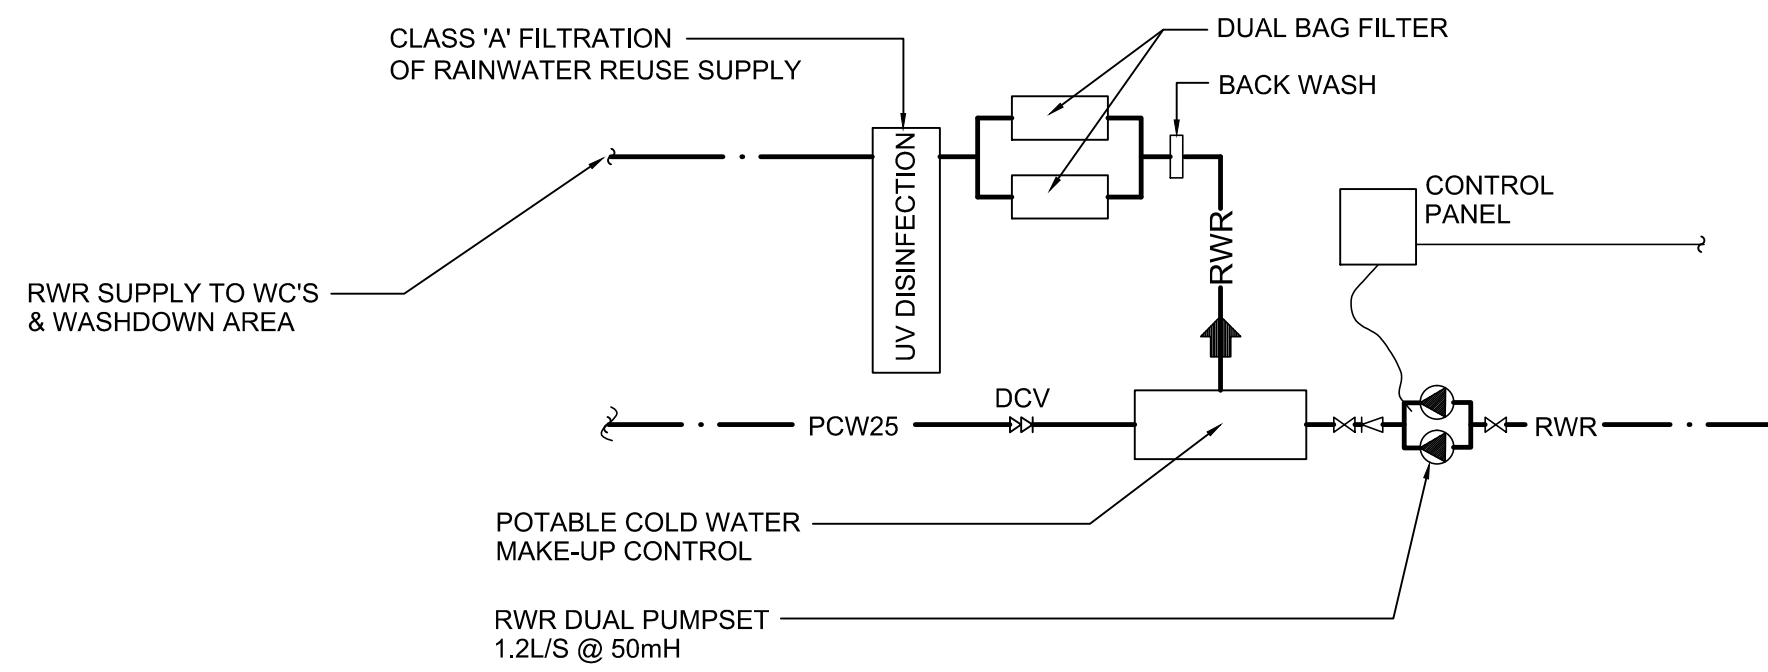 CLASS 'A' FILTRATION
OF RAINWATER REUSE SUPPLY
DUAL BAG FILTER
BACK WASH
UV DISINFECTION
CONTROL
PANEL
RWR
RWR SUPPLY TO WC'S
& WASHDOWN AREA
DCV
PCW25
RWR
POTABLE COLD WATER
MAKE-UP CONTROL
RWR DUAL PUMPSET
1.2L/S @ 50mH